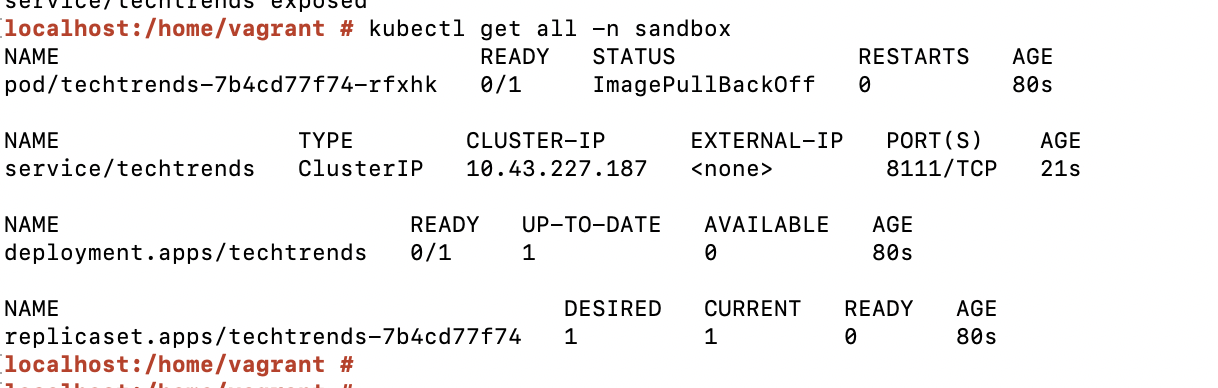 service/techtrends exposed
[localhost:/home/vagrant # kubectl get all -n sandbox
NAME READY STATUS RESTARTS AGE
pod/techtrends-7b4cd77f74-rfxhk 0/1 ImagePullBackOff 0 80s
NAME TYPE CLUSTER-IP EXTERNAL-IP PORT(S) AGE
service/techtrends ClusterIP 10.43.227.187 <none> 8111/TCP 21s
NAME READY UP-TO-DATE AVAILABLE AGE
deployment.apps/techtrends 0/1 1 0 80s
NAME DESIRED CURRENT READY AGE
replicaset.apps/techtrends-7b4cd77f74 1 1 0 80s
[localhost:/home/vagrant #
localhost:/home/vagrant #